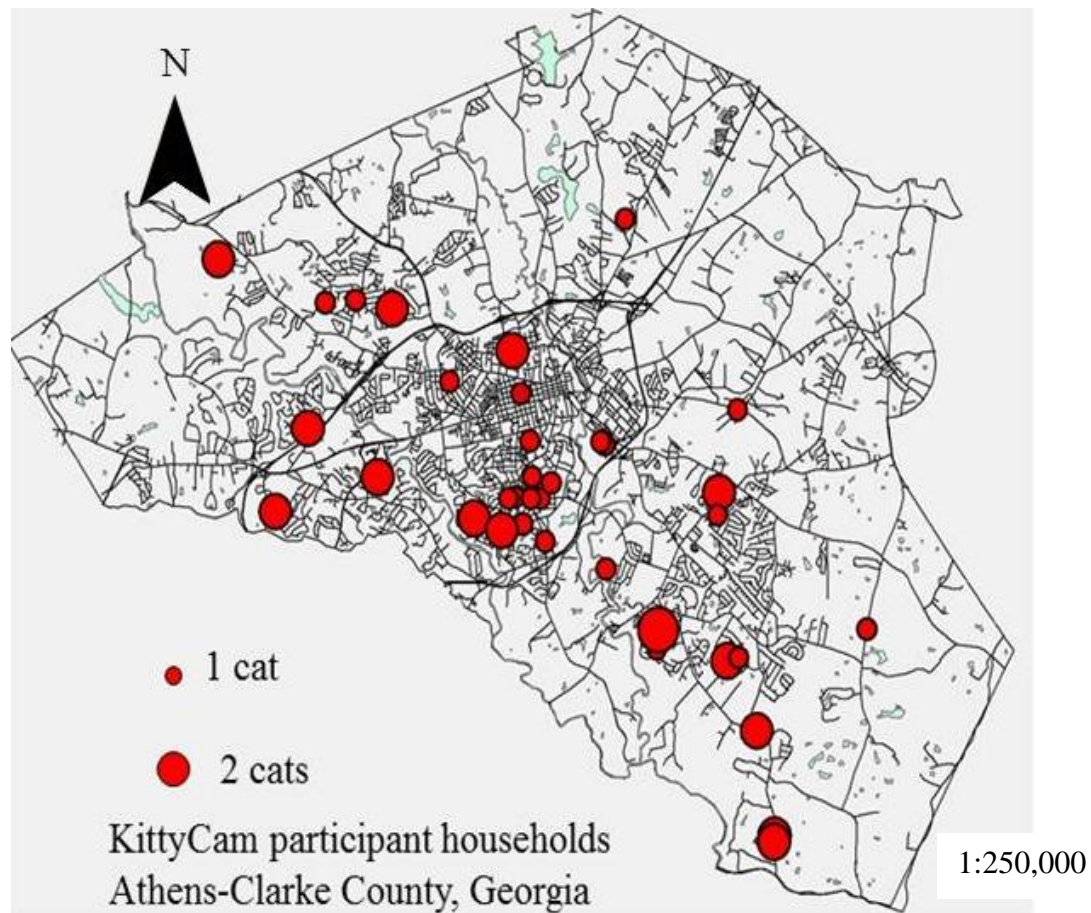 N
1 cat
2 cats
KittyCam participant households
Athens-Clarke County, Georgia
1:250,000